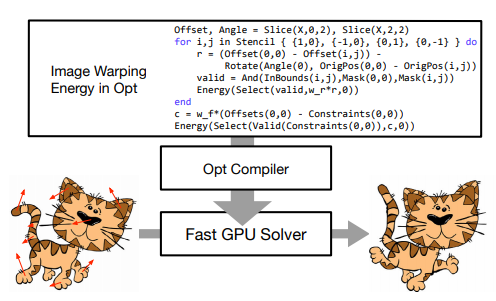 Image Warping
Energy in Opt
Offset, Angle = Slice(X,0,2), Slice(X,2,2)
for i,j in Stencil { {1,0}, {-1,0}, {0,1}, {0,-1} } do
r = (Offset(0,0) - Offset(i,j)) -
Rotate(Angle(0), OrigPos(0,0) - OrigPos(i,j))
valid = And(InBounds(i,j),Mask(0,0),Mask(i,j))
Energy(Select(valid,w_r*r,0))
end
c = w_f*(Offsets(0,0) - Constraints(0,0))
Energy(Select(Valid(Constraints(0,0)),c,0))
Opt Compiler
Fast GPU Solver